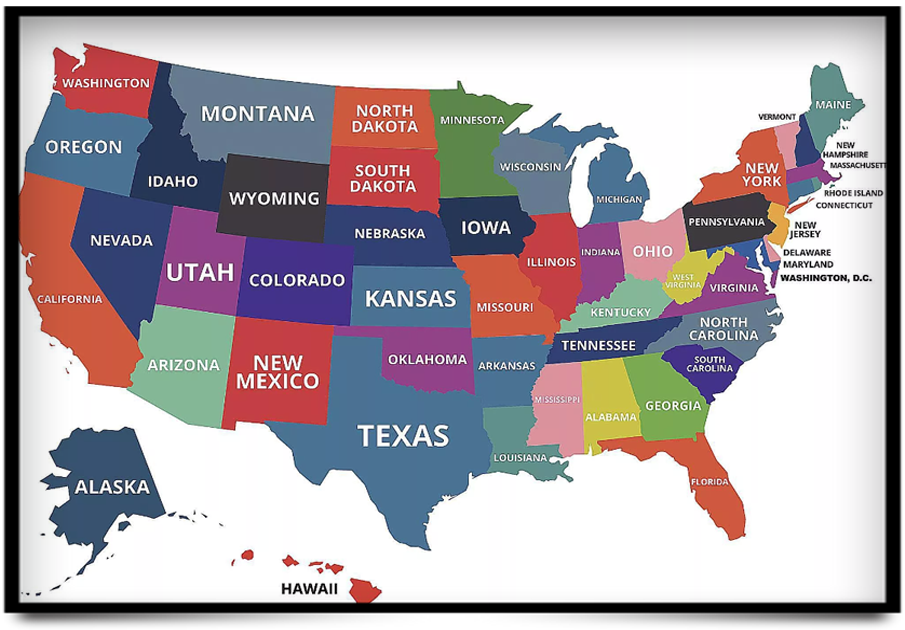 WASHINGTON
MONTANA
NORTH
DAKOTA
MINNESOTA
MAINE
VERMONT
OREGON
IDAHO
SOUTH
DAKOTA
WISCONSIN
MICHIGAN
NEW
YORK
NEW
HAMPSHIRE
MASSACHUSETT
RHODE ISLAND
CONNECTICUT
WYOMING
NEBRASKA
IOWA
PENNSYLVANIA
NEW
JERSEY
NEVADA
UTAH
COLORADO
KANSAS
ILLINOIS
INDIANA
OHIO
WEST
VIRGINIA
VIRGINIA
DELAWARE
MARYLAND
WASHINGTON, D.C.
CALIFORNIA
MISSOURI
KENTUCKY
NORTH
CAROLINA
ARIZONA
NEW
MEXICO
OKLAHOMA
ARKANSAS
TENNESSEE
SOUTH
CAROLINA
TEXAS
MISSISSIPPI
ALABAMA
GEORGIA
LOUISIANA
FLORIDA
ALASKA
HAWAII